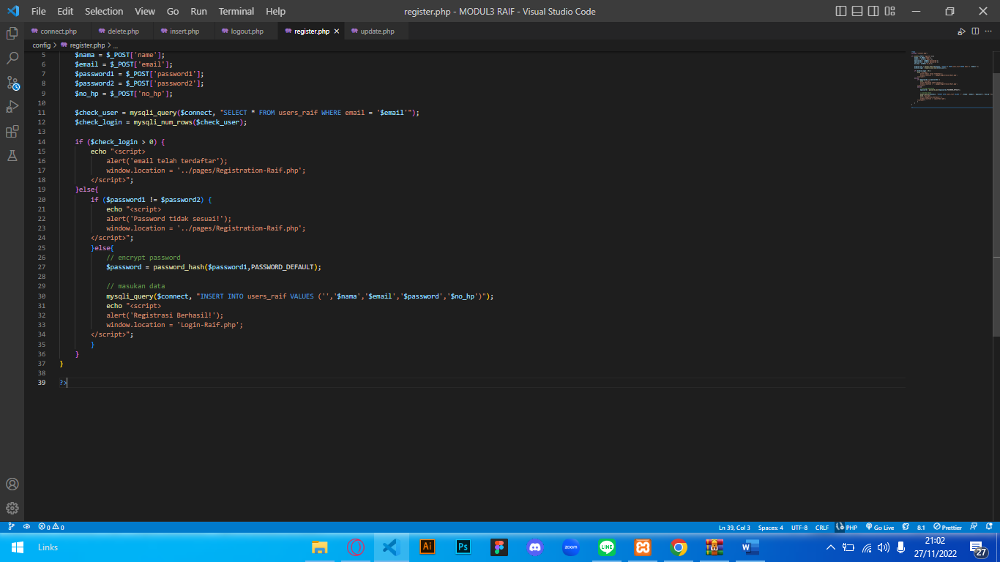 File Edit Selection View Go Run Terminal Help register.php - MODUL3 RAIF - Visual Studio Code
connect.php delete.php insert.php logout.php register.php update.php
config > register.php > ...
5 $nama = $_POST['name'];
6 $email = $_POST['email'];
7 $password1 = $_POST['password1'];
8 $password2 = $_POST['password2'];
9 $no_hp = $_POST['no_hp'];
10
11 $check_user = mysqli_query($connect, "SELECT * FROM users_raif WHERE email = '$email'");
12 $check_login = mysqli_num_rows($check_user);
13
14 if ($check_login > 0) {
15 echo "<script>
16 alert('email telah terdaftar');
17 window.location = '../pages/Registration-Raif.php';
18 </script>";
19 }else{
20 if ($password1 != $password2) {
21 echo "<script>
22 alert('Password tidak sesuai!');
23 window.location = '../pages/Registration-Raif.php';
24 </script>";
25 }else{
26 // encrypt password
27 $password = password_hash($password1,PASSWORD_DEFAULT);
28
29 // masukan data
30 mysqli_query($connect, "INSERT INTO users_raif VALUES ('','$nama','$email','$password','$no_hp')");
31 echo "<script>
32 alert('Registrasi Berhasil!');
33 window.location = 'Login-Raif.php';
34 </script>";
35 }
36 }
37 }
38
39 ?>
0 0 Ln 39, Col 3 Spaces: 4 UTF-8 CRLF PHP Go Live 8.1 Prettier
Links Ai Ps zoom LINE W 21:02
27/11/2022 27